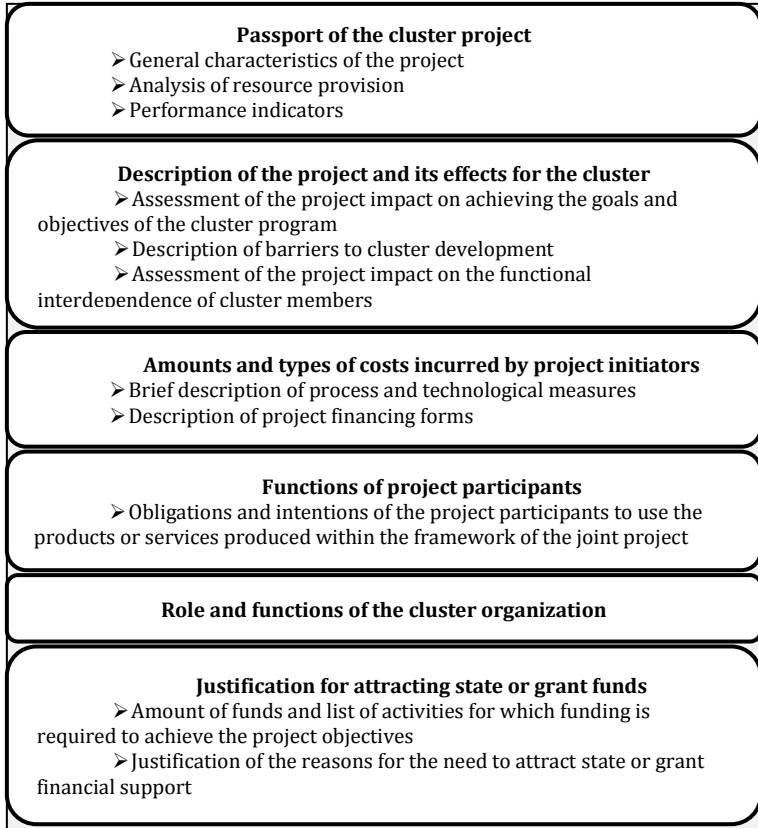 Passport of the cluster project
➢ General characteristics of the project
➢ Analysis of resource provision
➢ Performance indicators
Description of the project and its effects for the cluster
➢ Assessment of the project impact on achieving the goals and
objectives of the cluster program
➢ Description of barriers to cluster development
➢ Assessment of the project impact on the functional
interdependence of cluster members
Amounts and types of costs incurred by project initiators
➢ Brief description of process and technological measures
➢ Description of project financing forms
Functions of project participants
➢ Obligations and intentions of the project participants to use the
products or services produced within the framework of the joint project
Role and functions of the cluster organization
Justification for attracting state or grant funds
➢ Amount of funds and list of activities for which funding is
required to achieve the project objectives
➢ Justification of the reasons for the need to attract state or grant
financial support